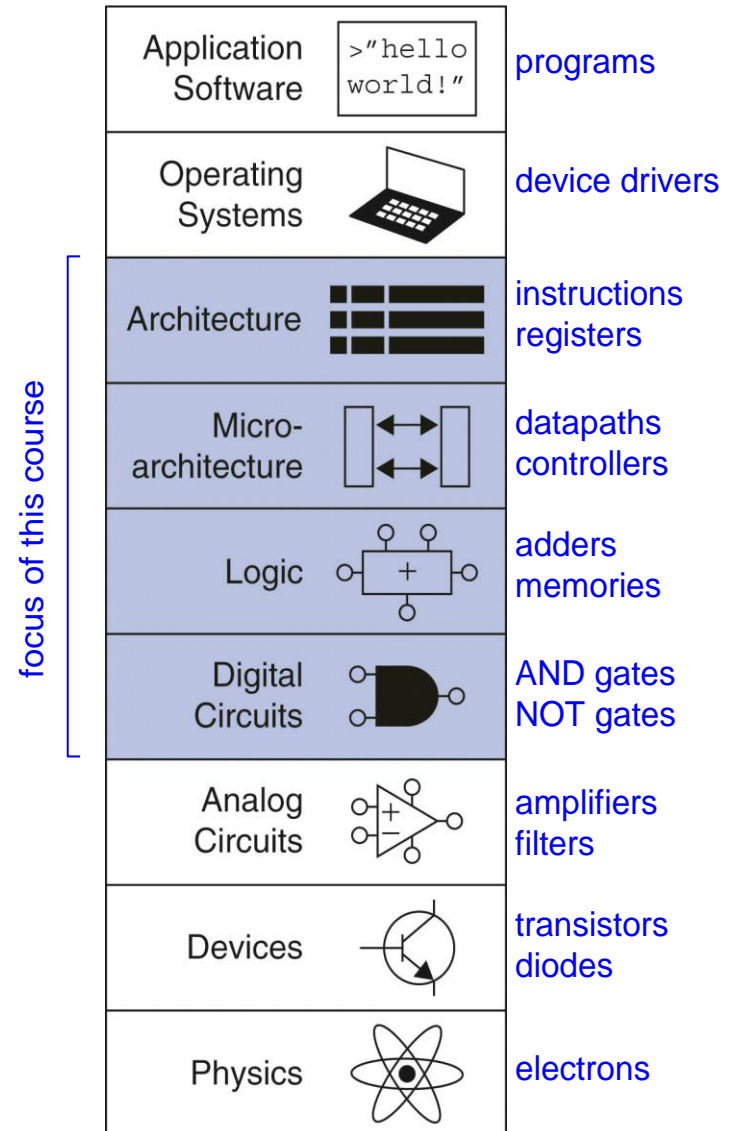 Application
Software
>"hello
world!"
programs
Operating
Systems
device drivers
focus of this course
Architecture
instructions
registers
Micro-
architecture
datapaths
controllers
Logic
+
adders
memories
Digital
Circuits
AND gates
NOT gates
Analog
Circuits
+
−
amplifiers
filters
Devices
transistors
diodes
Physics
electrons